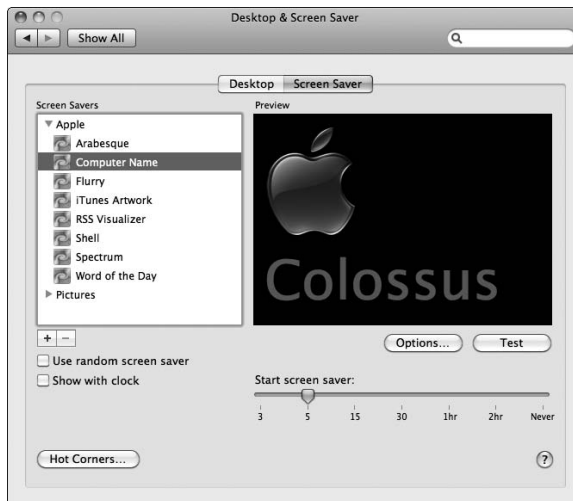 Desktop & Screen Saver
Show All
Desktop Screen Saver
Screen Savers
Apple
Arabesque
Computer Name
Flurry
iTunes Artwork
RSS Visualizer
Shell
Spectrum
Word of the Day
Pictures
+ −
Use random screen saver
Show with clock
Hot Corners...
Preview
Colossus
Options... Test
Start screen saver:
3 5 15 30 1hr 2hr Never
?